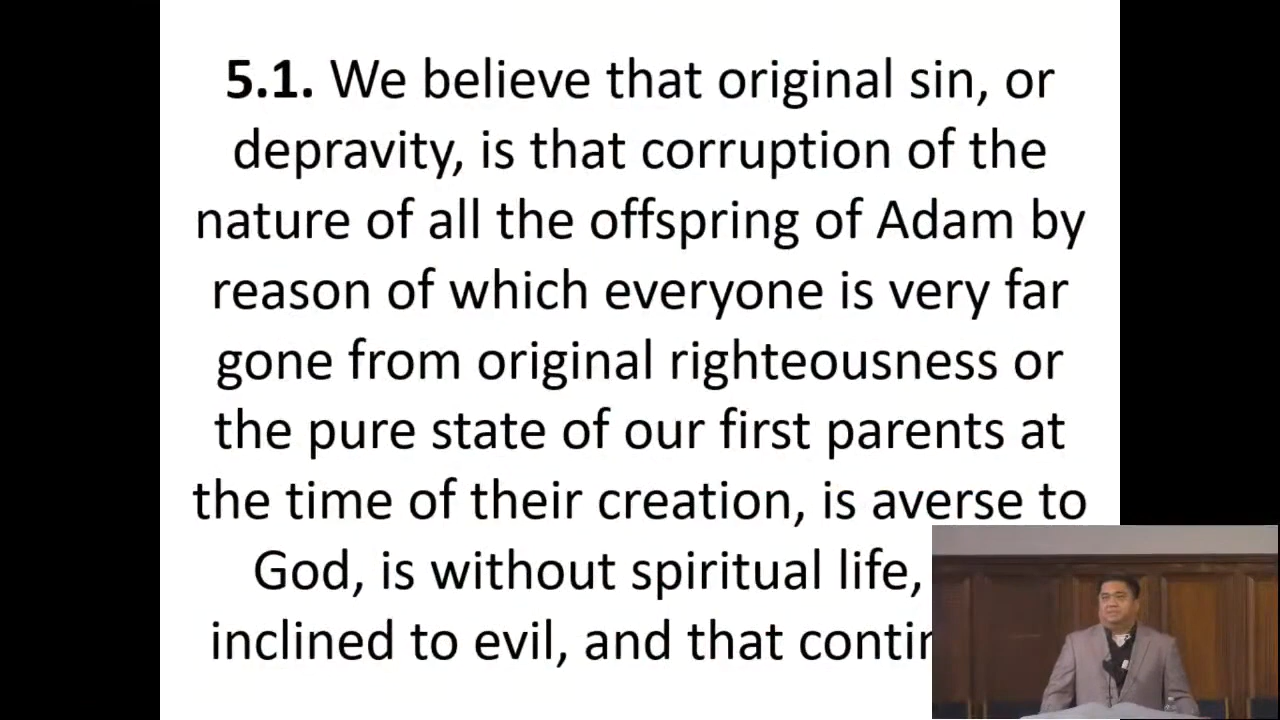 5.1. We believe that original sin, or
depravity, is that corruption of the
nature of all the offspring of Adam by
reason of which everyone is very far
gone from original righteousness or
the pure state of our first parents at
the time of their creation, is averse to
God, is without spiritual life,
inclined to evil, and that